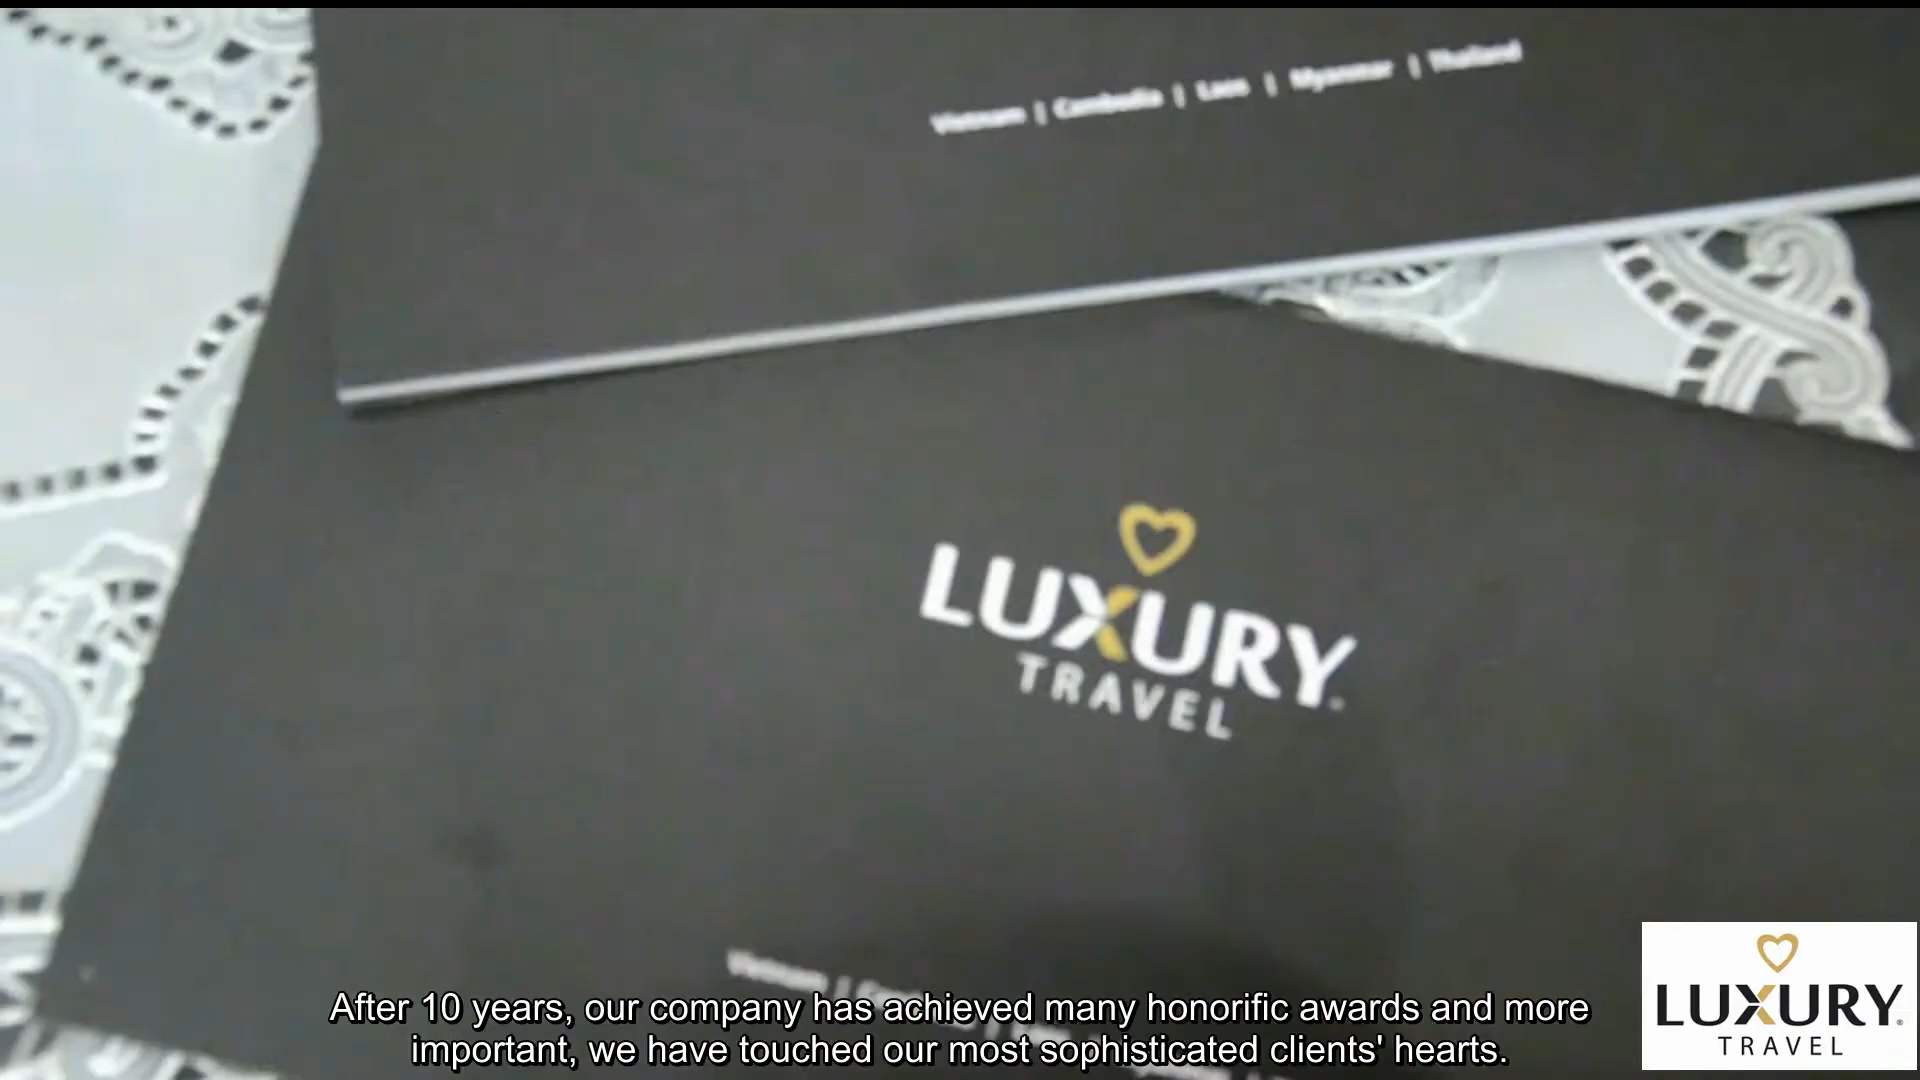 Vietnam | Cambodia | Laos | Myanmar | Thailand
LUXURY
TRAVEL
Vietnam |
After 10 years, our company has achieved many honorific awards and more
important, we have touched our most sophisticated clients' hearts.
LUXURY®
TRAVEL